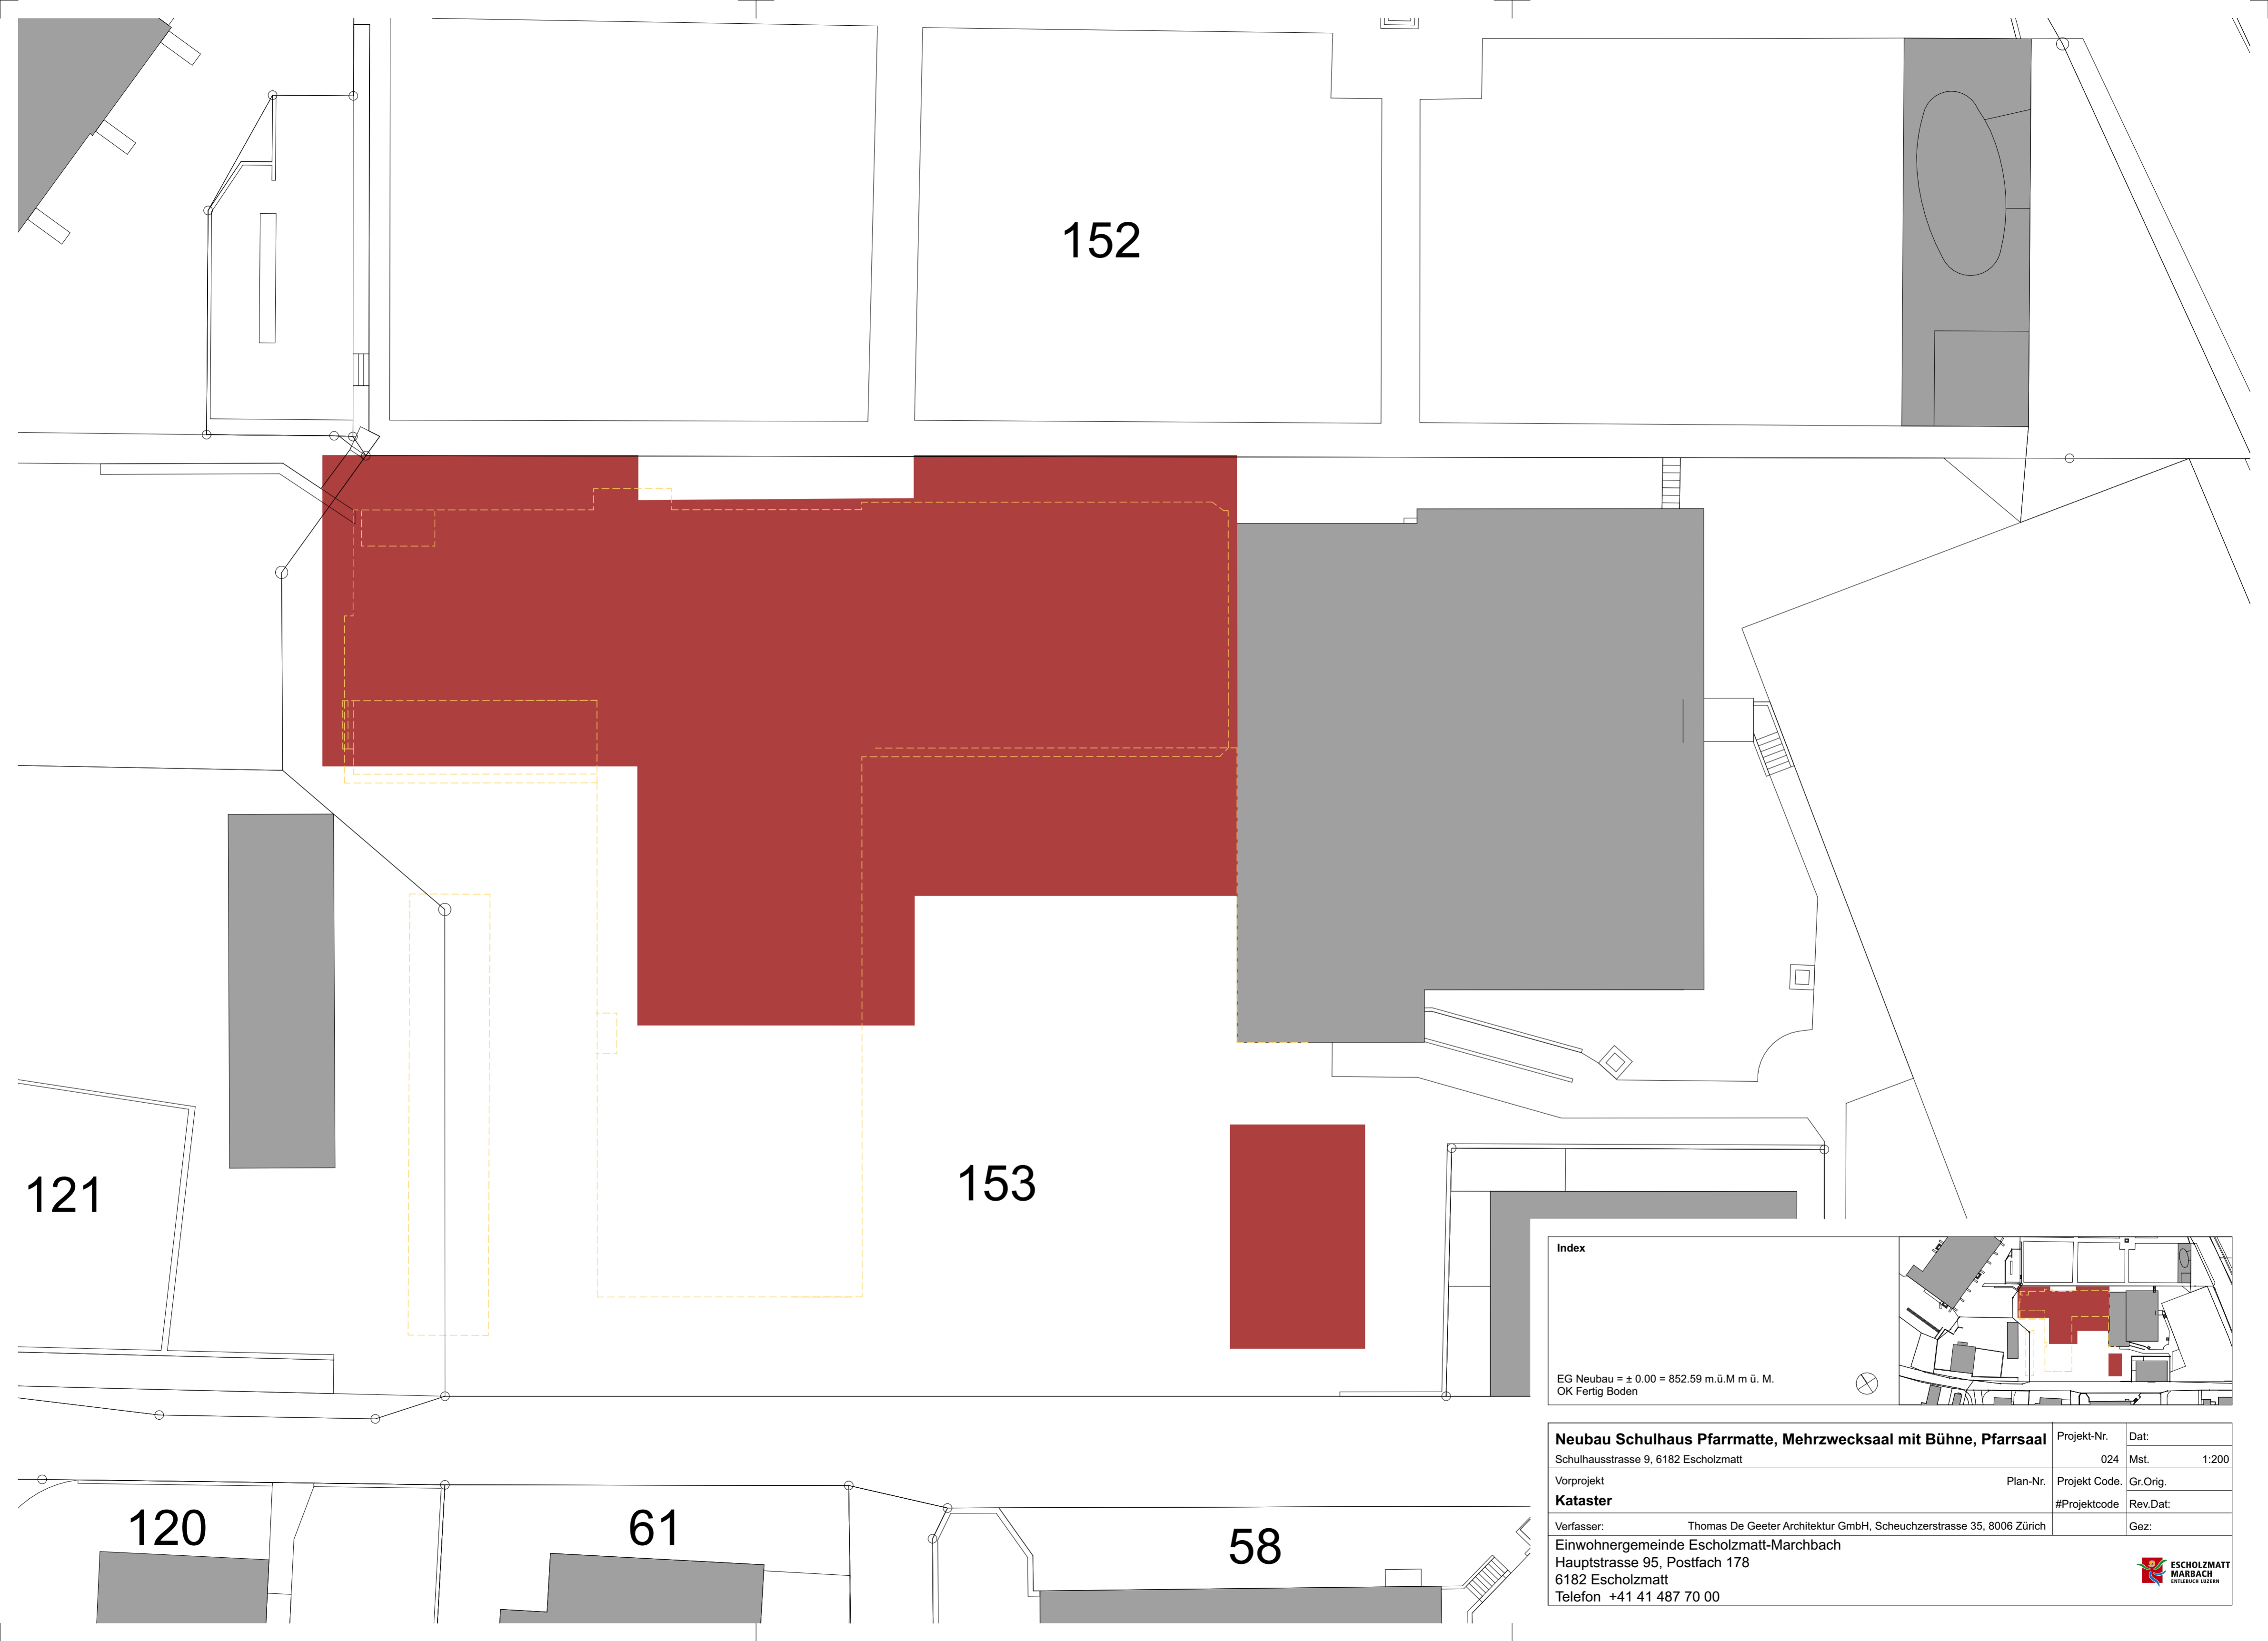 152
153
121
120
61
58
Index
EG Neubau = ± 0.00 = 852.59 m.ü.M m ü. M.
OK Fertig Boden
Neubau Schulhaus Pfarrmatte, Mehrzwecksaal mit Bühne, Pfarrsaal
Schulhausstrasse 9, 6182 Escholzmatt
Projekt-Nr.
024
Dat:
Mst. 1:200
Vorprojekt Plan-Nr.
Kataster
Projekt Code.
#Projektcode
Gr.Orig.
Rev.Dat:
Verfasser: Thomas De Geeter Architektur GmbH, Scheuchzerstrasse 35, 8006 Zürich
Gez:
Einwohnergemeinde Escholzmatt-Marchbach
Hauptstrasse 95, Postfach 178
6182 Escholzmatt
Telefon +41 41 487 70 00
ESCHOLZMATT
MARBACH
ENTLEBUCH LUZERN